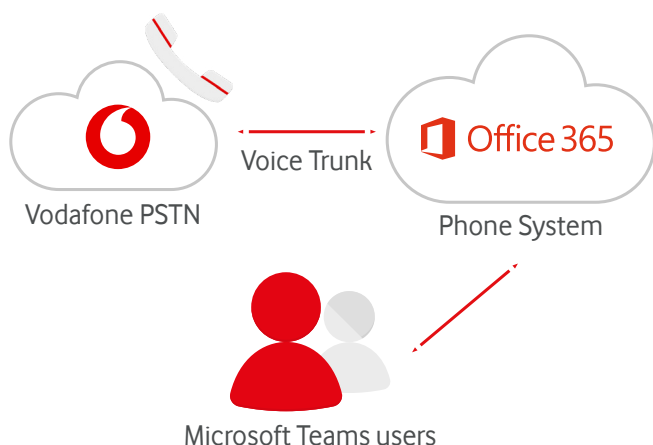 Office 365
Voice Trunk
Vodafone PSTN
Phone System
Microsoft Teams users